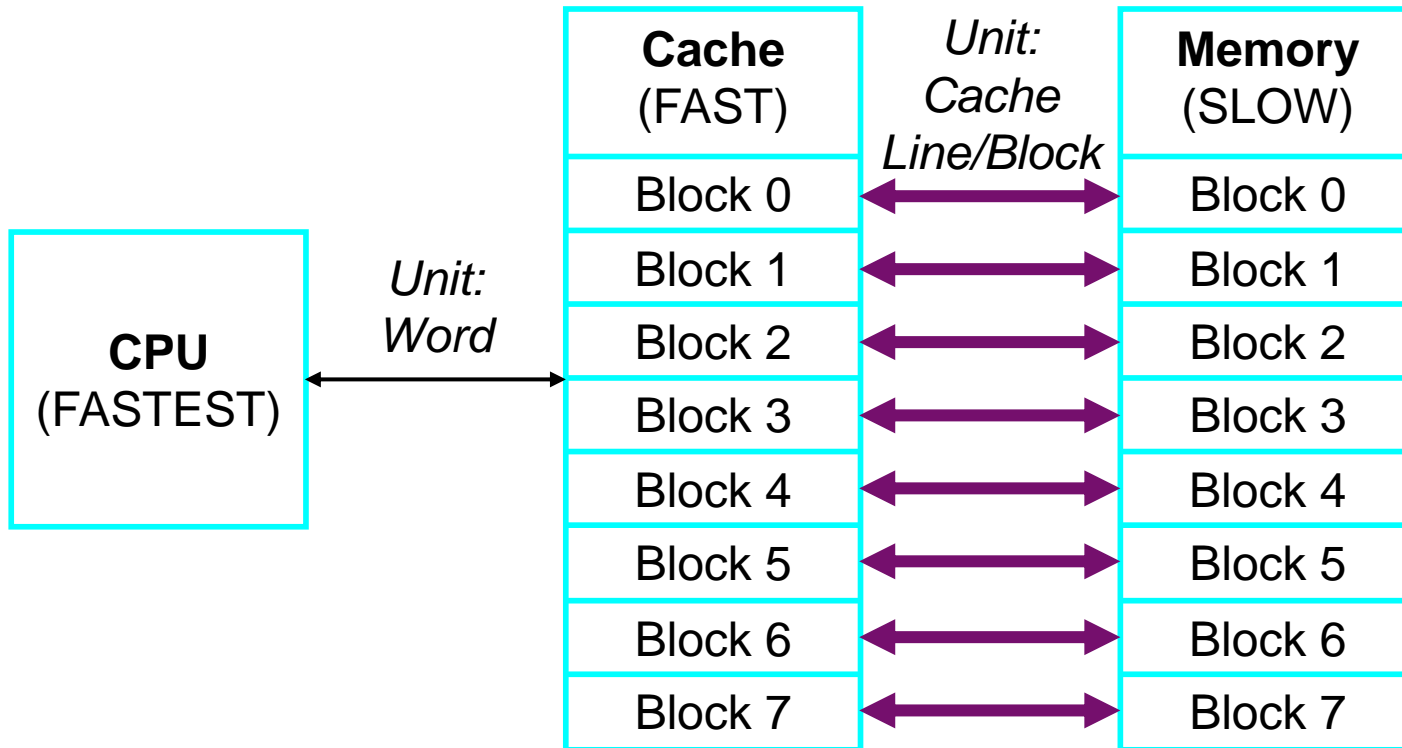 CPU
(FASTEST)
Unit:
Word
Cache
(FAST)
Block 0
Block 1
Block 2
Block 3
Block 4
Block 5
Block 6
Block 7
Unit:
Cache
Line/Block
Memory
(SLOW)
Block 0
Block 1
Block 2
Block 3
Block 4
Block 5
Block 6
Block 7